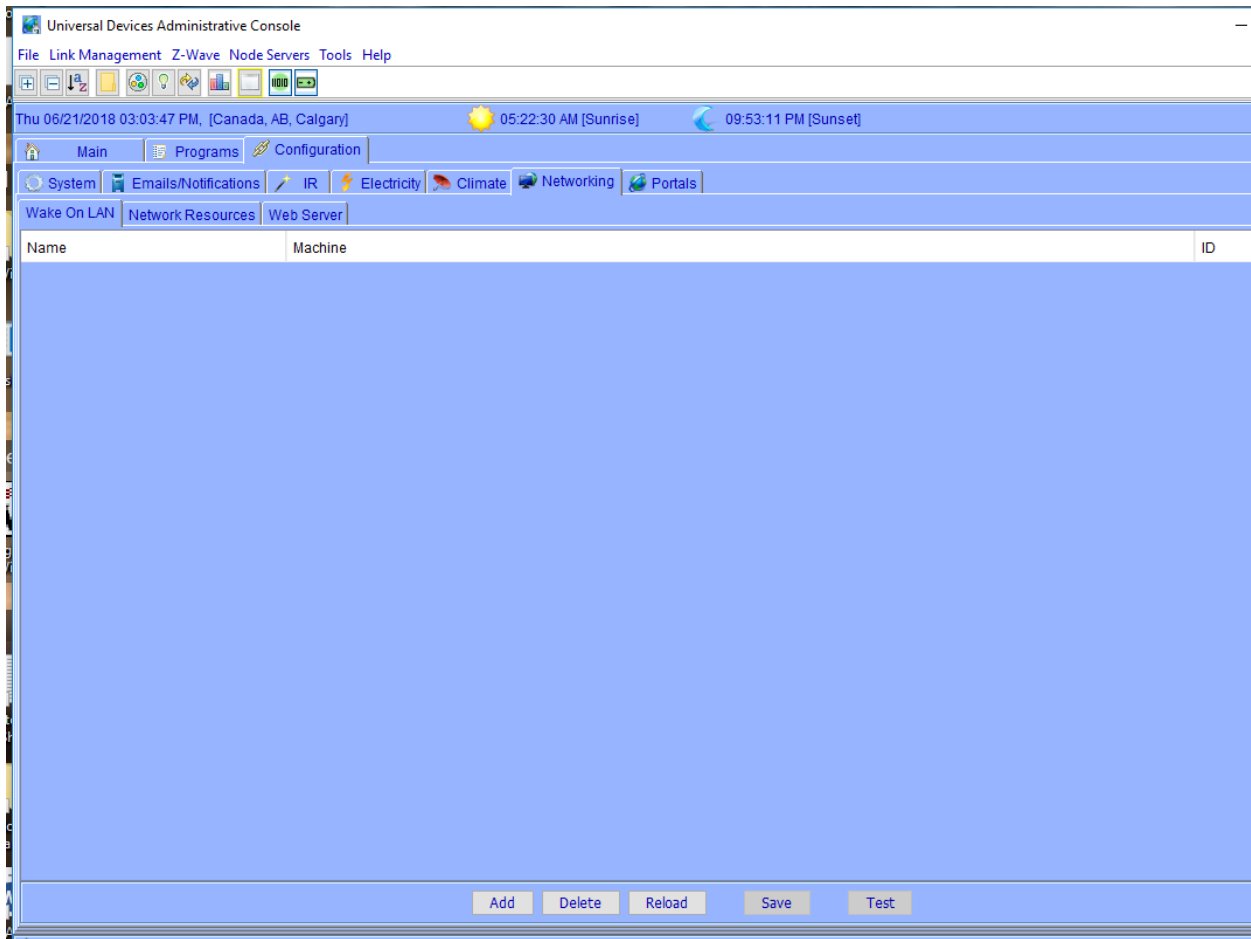 Universal Devices Administrative Console
File Link Management Z-Wave Node Servers Tools Help
Thu 06/21/2018 03:03:47 PM, [Canada, AB, Calgary] 05:22:30 AM [Sunrise] 09:53:11 PM [Sunset]
Main Programs Configuration
System Emails/Notifications IR Electricity Climate Networking Portals
Wake On LAN Network Resources Web Server
Name Machine ID
Add Delete Reload Save Test